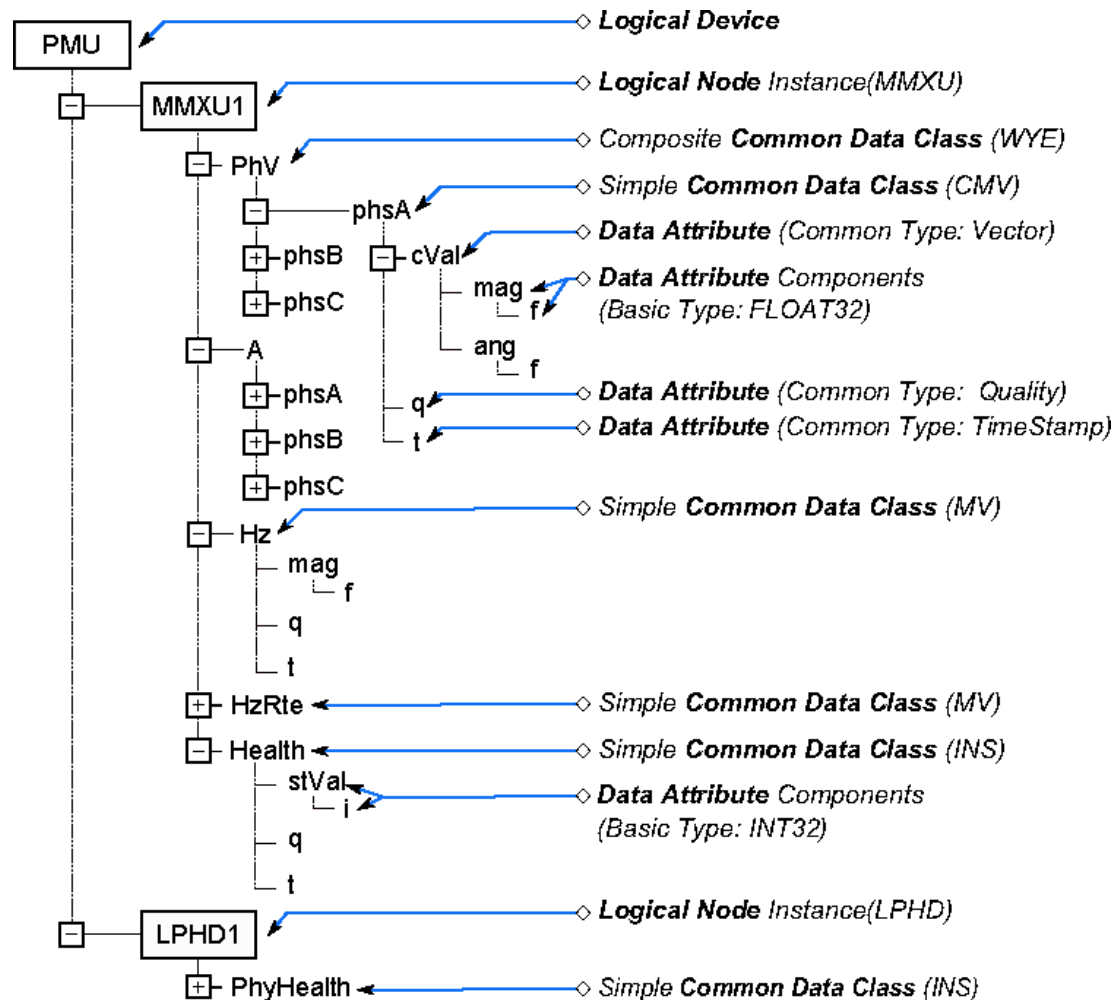 PMU
Logical Device
MMXU1
Logical Node Instance(MMXU)
PhV
Composite Common Data Class (WYE)
phsA
Simple Common Data Class (CMV)
phsB
cVal
Data Attribute (Common Type: Vector)
phsC
mag
f
Data Attribute Components
(Basic Type: FLOAT32)
A
ang
f
phsA
q
Data Attribute (Common Type: Quality)
phsB
t
Data Attribute (Common Type: TimeStamp)
phsC
Hz
Simple Common Data Class (MV)
mag
f
q
t
HzRte
Simple Common Data Class (MV)
Health
Simple Common Data Class (INS)
stVal
i
Data Attribute Components
(Basic Type: INT32)
q
t
LPHD1
Logical Node Instance(LPHD)
PhyHealth
Simple Common Data Class (INS)